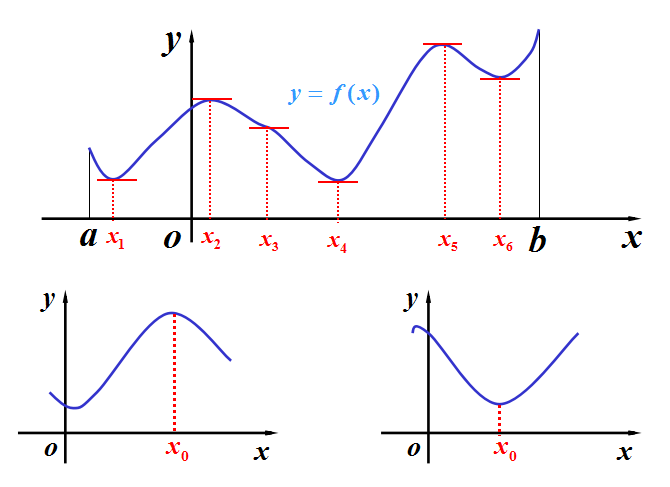 y
y = f(x)
a x₁ o x₂ x₃ x₄ x₅ x₆ b x
y y
o x₀ x o x₀ x